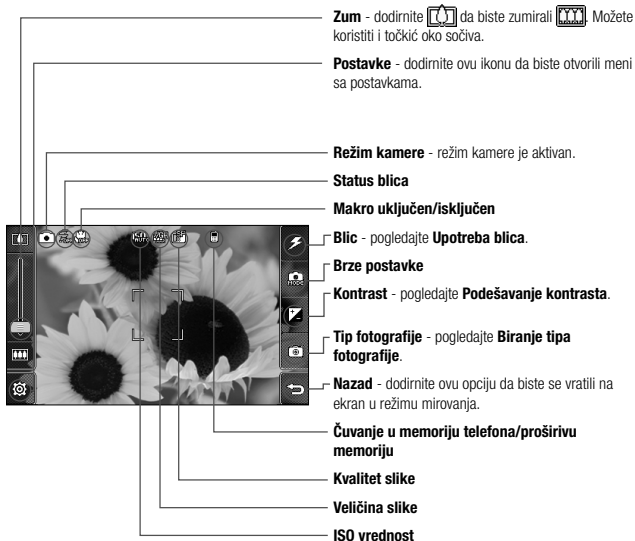 Zum - dodirnite da biste zumirali . Možete
koristiti i točkić oko sočiva.
Postavke - dodirnite ovu ikonu da biste otvorili meni
sa postavkama.
Režim kamere - režim kamere je aktivan.
Status blica
Makro uključen/isključen
Blic - pogledajte Upotreba blica.
Brze postavke
Kontrast - pogledajte Podešavanje kontrasta.
Tip fotografije - pogledajte Biranje tipa
fotografije.
Nazad - dodirnite ovu opciju da biste se vratili na
ekran u režimu mirovanja.
Čuvanje u memoriju telefona/proširivu
memoriju
Kvalitet slike
Veličina slike
ISO vrednost
ISO
AUTO
MODE